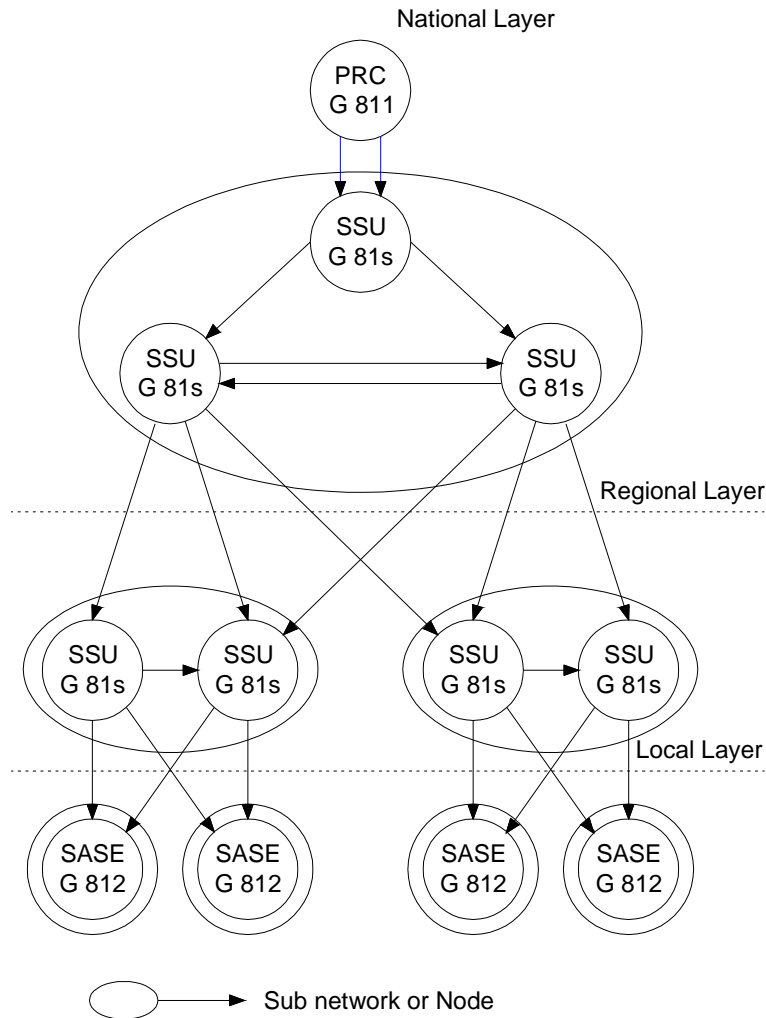 National Layer
PRC
G 811
SSU
G 81s
SSU
G 81s
SSU
G 81s
Regional Layer
SSU
G 81s
SSU
G 81s
SSU
G 81s
SSU
G 81s
Local Layer
SASE
G 812
SASE
G 812
SASE
G 812
SASE
G 812
Sub network or Node